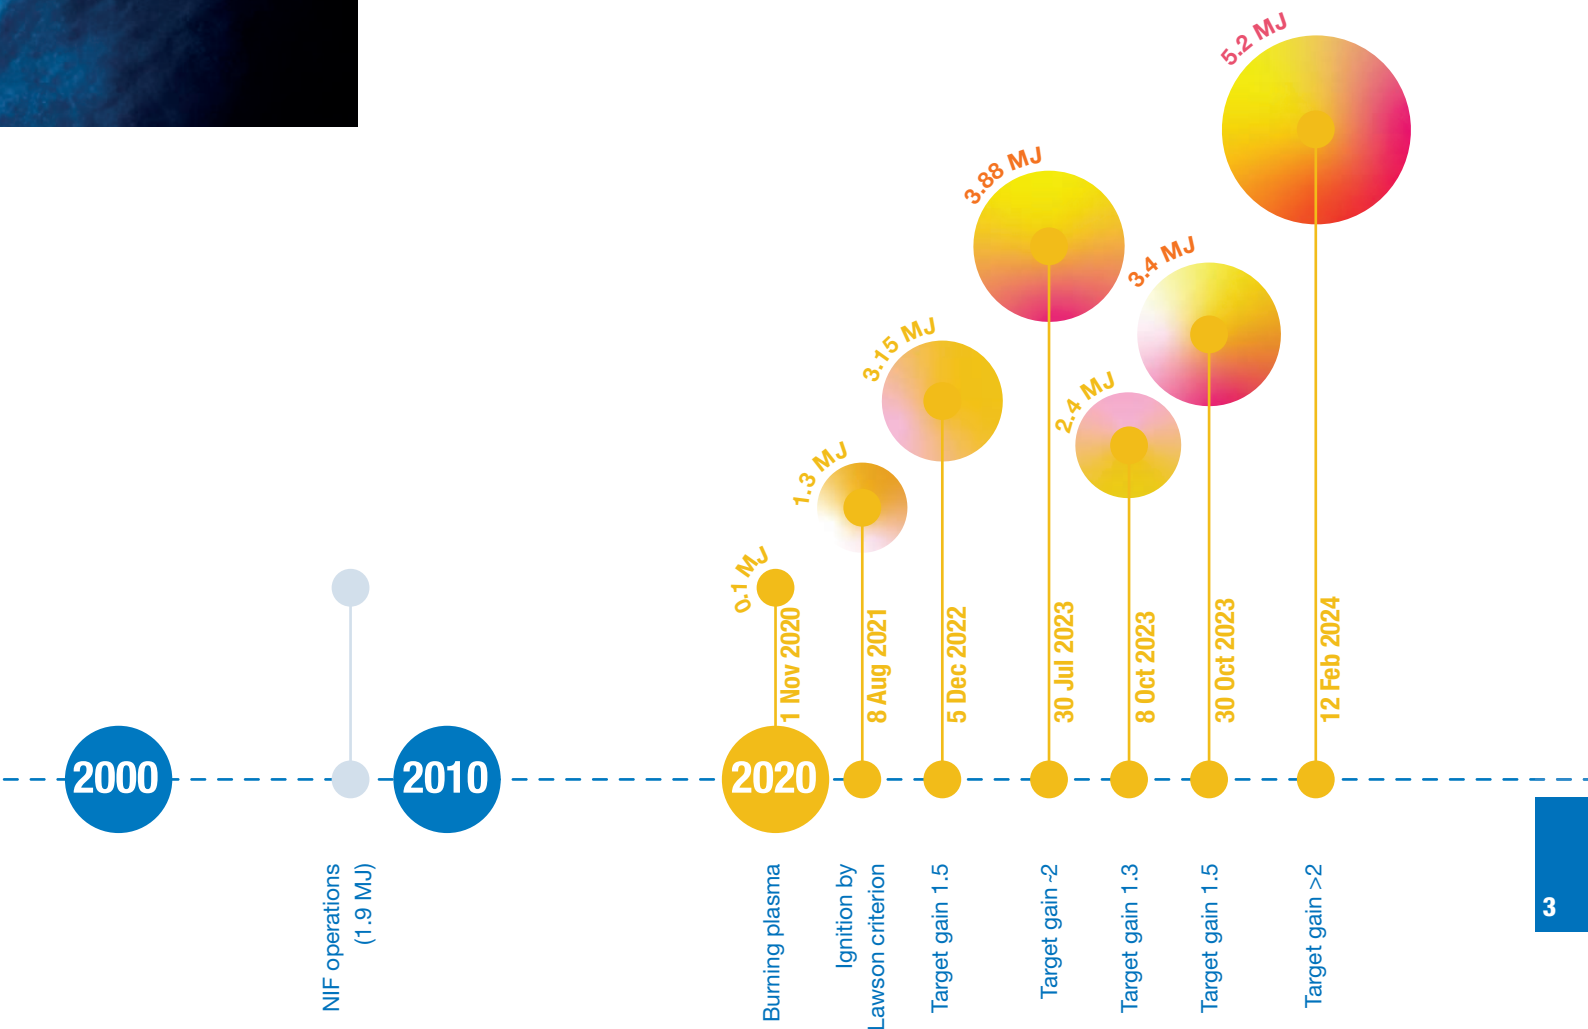 5.2 MJ
3.88 MJ
3.4 MJ
3.15 MJ
2.4 MJ
1.3 MJ
0.1 MJ
1 Nov 2020
8 Aug 2021
5 Dec 2022
30 Jul 2023
8 Oct 2023
30 Oct 2023
12 Feb 2024
2000
2010
2020
NIF operations
(1.9 MJ)
Burning plasma
Ignition by
Lawson criterion
Target gain 1.5
Target gain ~2
Target gain 1.3
Target gain 1.5
Target gain >2
3